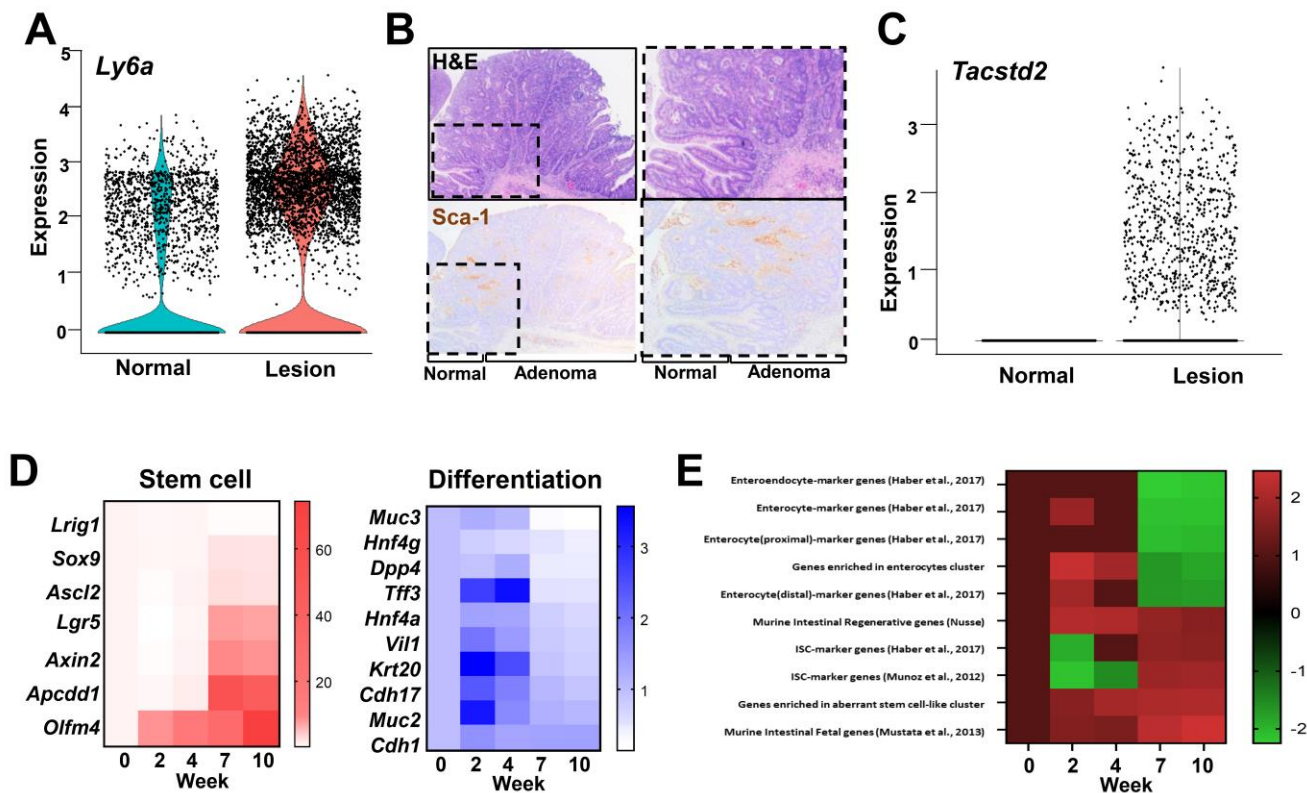 A
Ly6a
Expression
5
4
3
2
1
0
Normal
Lesion
B
H&E
Sca-1
Normal
Adenoma
Normal
Adenoma
C
Tacstd2
Expression
3
2
1
0
Normal
Lesion
D
Stem cell
Lrig1
Sox9
Ascl2
Lgr5
Axin2
Apcdd1
Olfm4
0 2 4 7 10
Week
60
40
20
Differentiation
Muc3
Hnf4g
Dpp4
Tff3
Hnf4a
Vil1
Krt20
Cdh17
Muc2
Cdh1
0 2 4 7 10
Week
3
2
1
E
Enteroendocyte-marker genes (Haber et al., 2017)
Enterocyte-marker genes (Haber et al., 2017)
Enterocyte(proximal)-marker genes (Haber et al., 2017)
Genes enriched in enterocytes cluster
Enterocyte(distal)-marker genes (Haber et al., 2017)
Murine Intestinal Regenerative genes (Nusse)
ISC-marker genes (Haber et al., 2017)
ISC-marker genes (Munoz et al., 2012)
Genes enriched in aberrant stem cell-like cluster
Murine Intestinal Fetal genes (Mustata et al., 2013)
0 2 4 7 10
Week
2
1
0
-1
-2